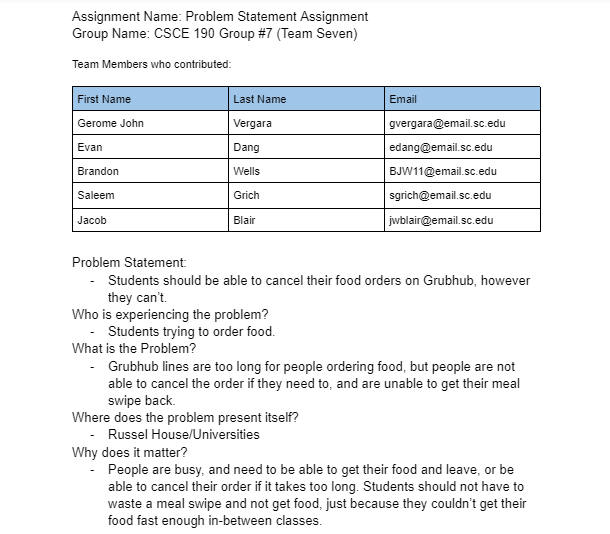 Assignment Name: Problem Statement Assignment
Group Name: CSCE 190 Group #7 (Team Seven)
Team Members who contributed:
First Name Last Name Email
Gerome John Vergara gvergara@email.sc.edu
Evan Dang edang@email.sc.edu
Brandon Wells BJW11@email.sc.edu
Saleem Grich sgrich@email.sc.edu
Jacob Blair jwblair@email.sc.edu
Problem Statement:
- Students should be able to cancel their food orders on Grubhub, however
they can't.
Who is experiencing the problem?
- Students trying to order food.
What is the Problem?
- Grubhub lines are too long for people ordering food, but people are not
able to cancel the order if they need to, and are unable to get their meal
swipe back.
Where does the problem present itself?
- Russel House/Universities
Why does it matter?
- People are busy, and need to be able to get their food and leave, or be
able to cancel their order if it takes too long. Students should not have to
waste a meal swipe and not get food, just because they couldn't get their
food fast enough in-between classes.